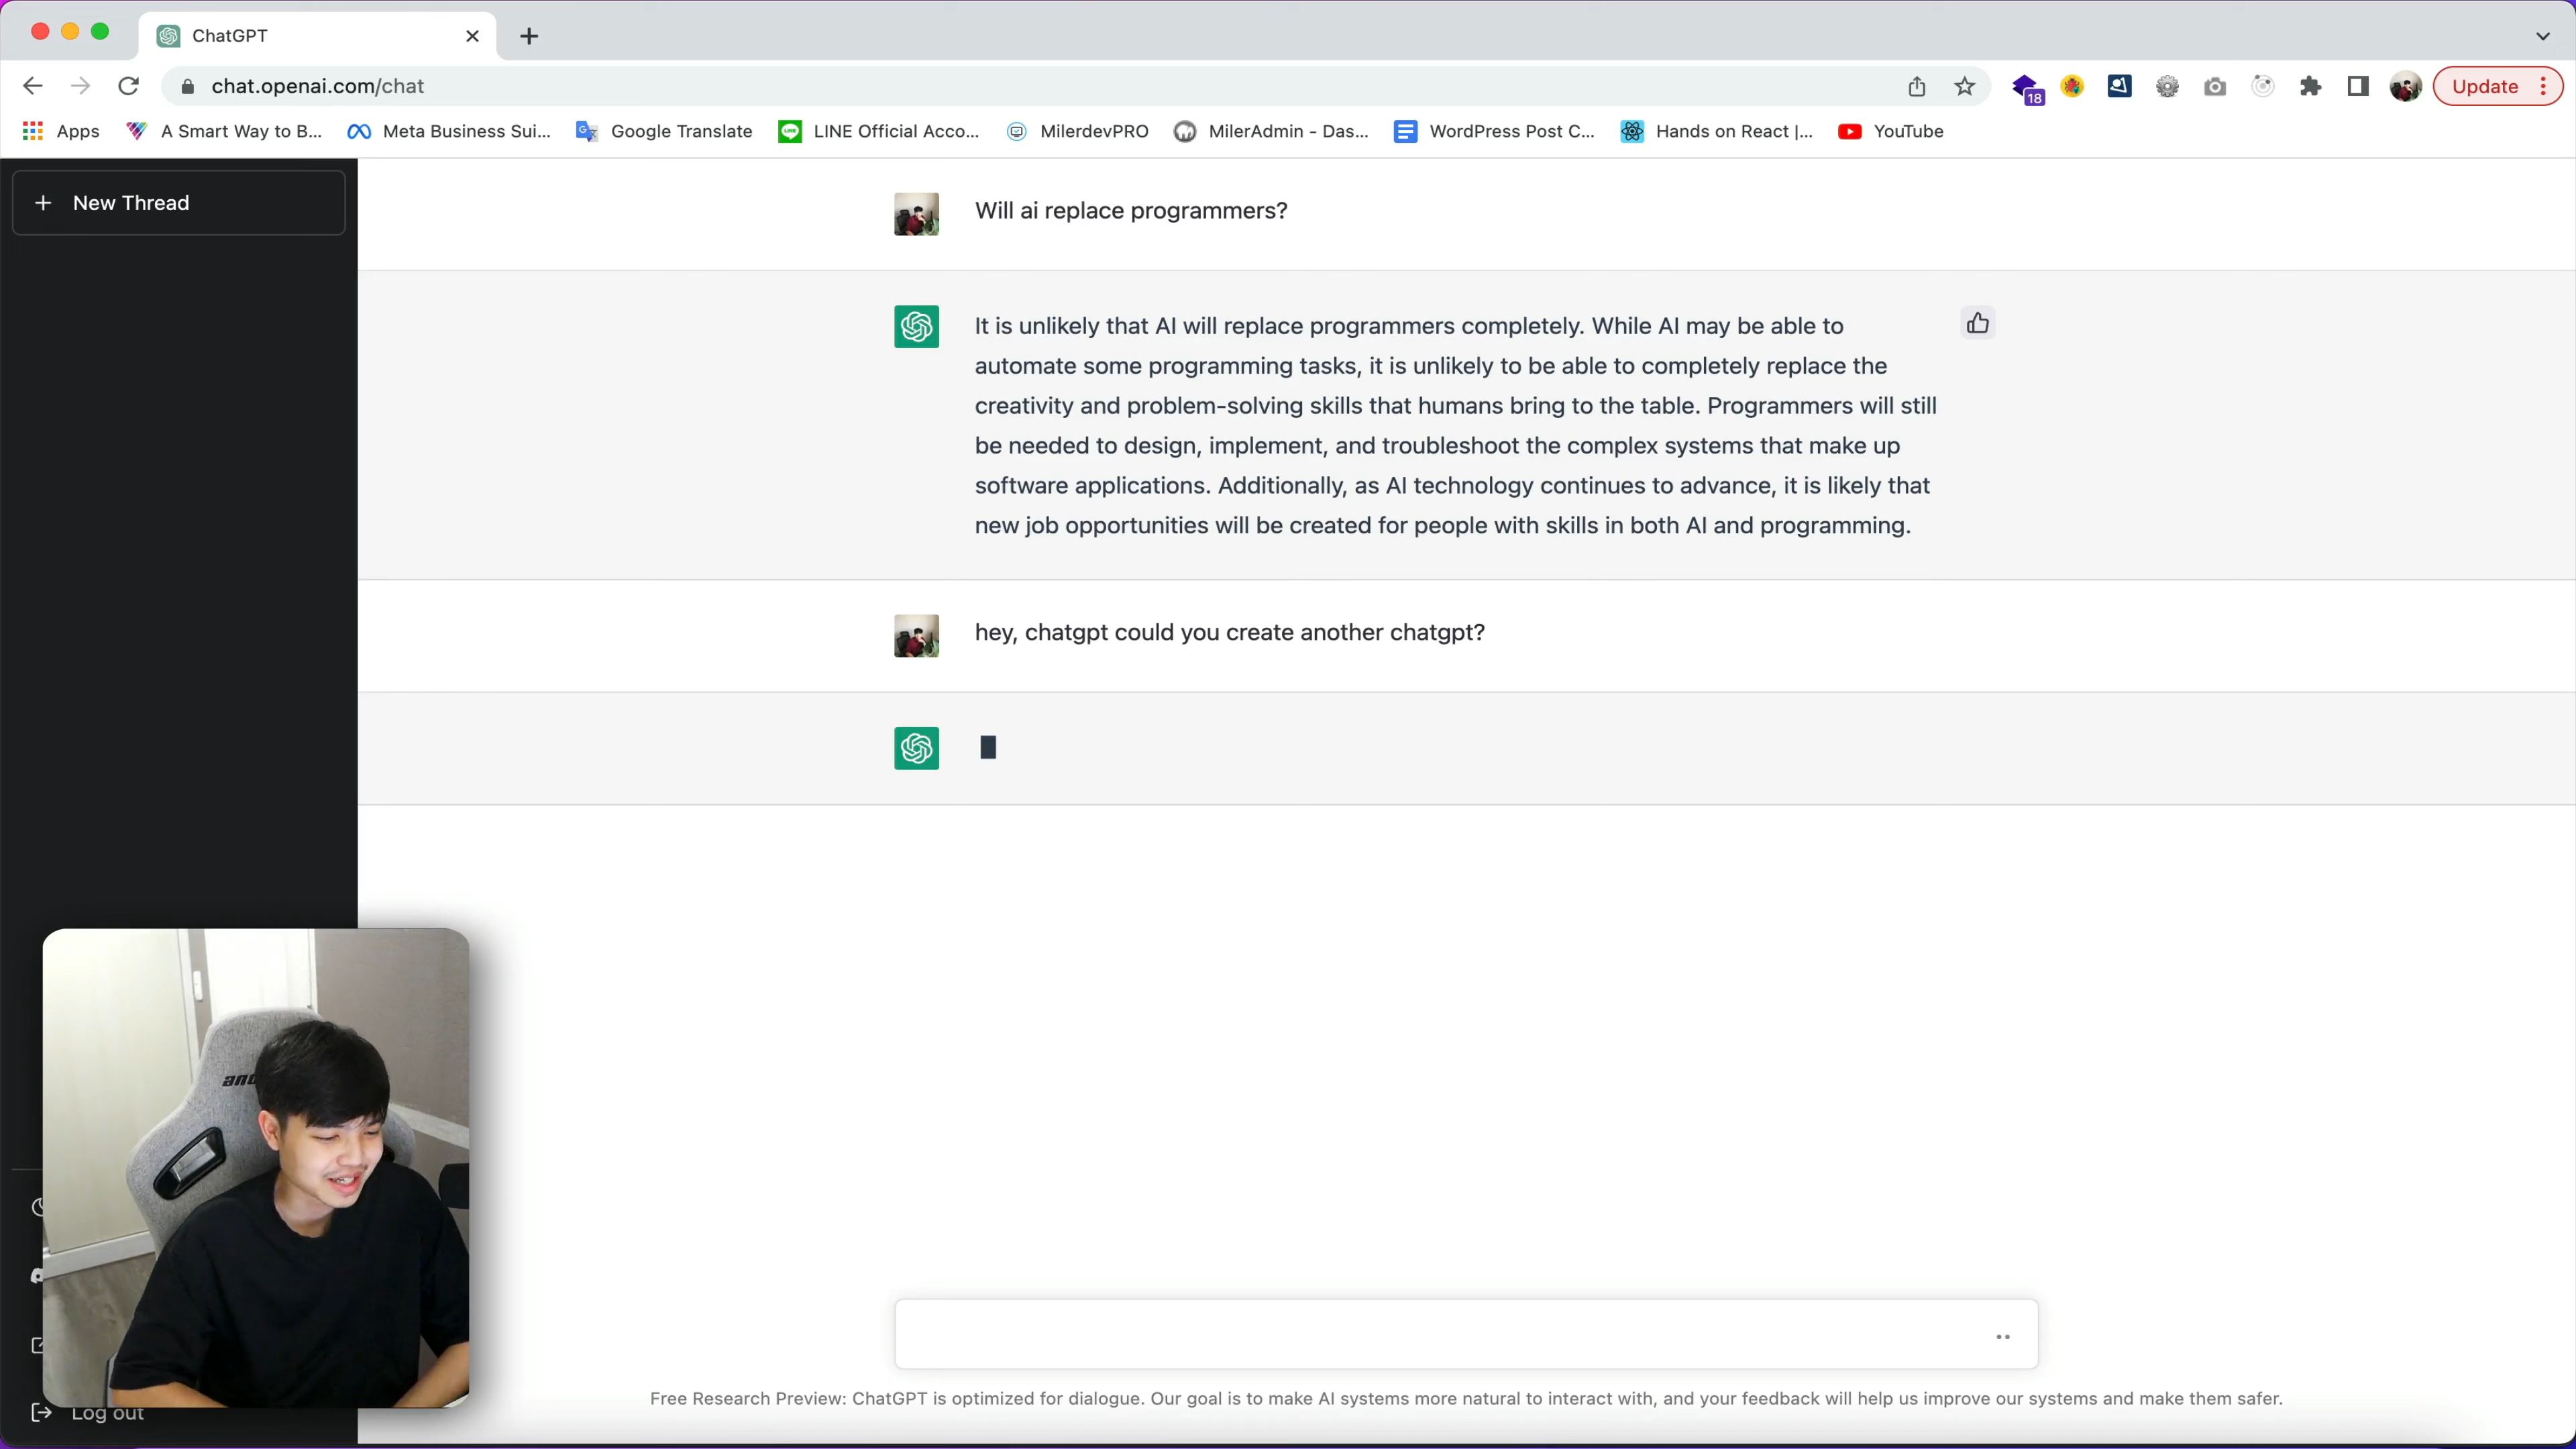 ChatGPT
chat.openai.com/chat
18
Update
Apps
A Smart Way to B...
Meta Business Sui...
Google Translate
LINE Official Acco...
MilerdevPRO
MilerAdmin - Das...
WordPress Post C...
Hands on React |...
YouTube
New Thread
Will ai replace programmers?
It is unlikely that AI will replace programmers completely. While AI may be able to
automate some programming tasks, it is unlikely to be able to completely replace the
creativity and problem-solving skills that humans bring to the table. Programmers will still
be needed to design, implement, and troubleshoot the complex systems that make up
software applications. Additionally, as AI technology continues to advance, it is likely that
new job opportunities will be created for people with skills in both AI and programming.
hey, chatgpt could you create another chatgpt?
Log out
Free Research Preview: ChatGPT is optimized for dialogue. Our goal is to make AI systems more natural to interact with, and your feedback will help us improve our systems and make them safer.